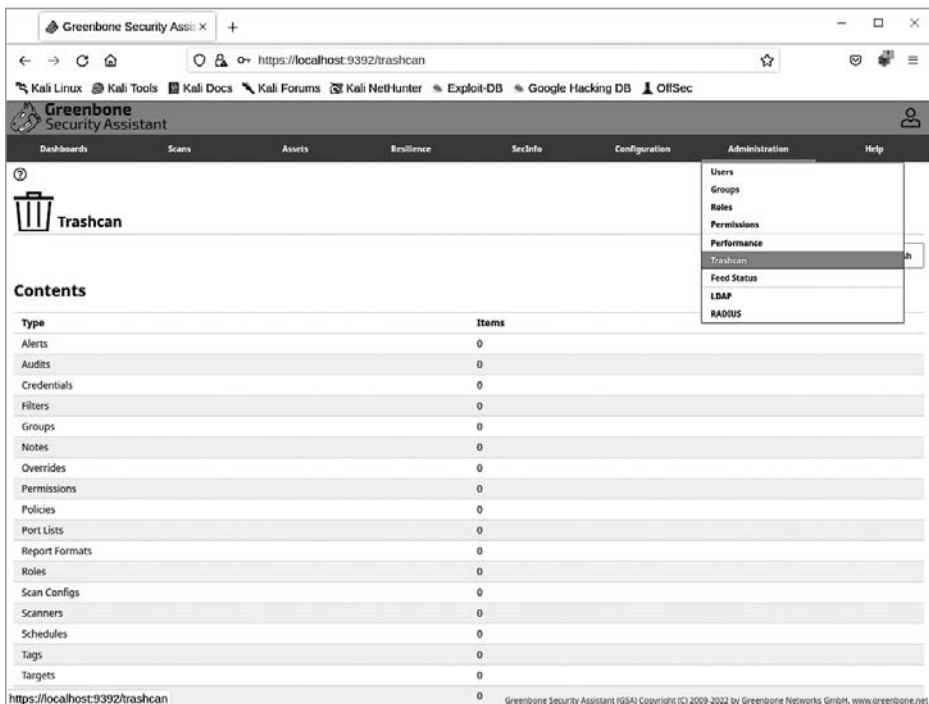 Greenbone Security Assis
https://localhost:9392/trashcan
Kali Linux Kali Tools Kali Docs Kali Forums Kali NetHunter Exploit-DB Google Hacking DB OffSec
Greenbone
Security Assistant
Dashboards Scans Assets Resilience SecInfo Configuration Administration Help
Users
Groups
Roles
Permissions
Performance
Trashcan
Feed Status
LDAP
RADIUS
Trashcan
Contents
Type Items
Alerts 0
Audits 0
Credentials 0
Filters 0
Groups 0
Notes 0
Overrides 0
Permissions 0
Policies 0
Port Lists 0
Report Formats 0
Roles 0
Scan Configs 0
Scanners 0
Schedules 0
Tags 0
Targets 0
https://localhost:9392/trashcan 0
Greenbone Security Assistant (GSA) Copyright (C) 2009-2022 by Greenbone Networks GmbH, www.greenbone.net